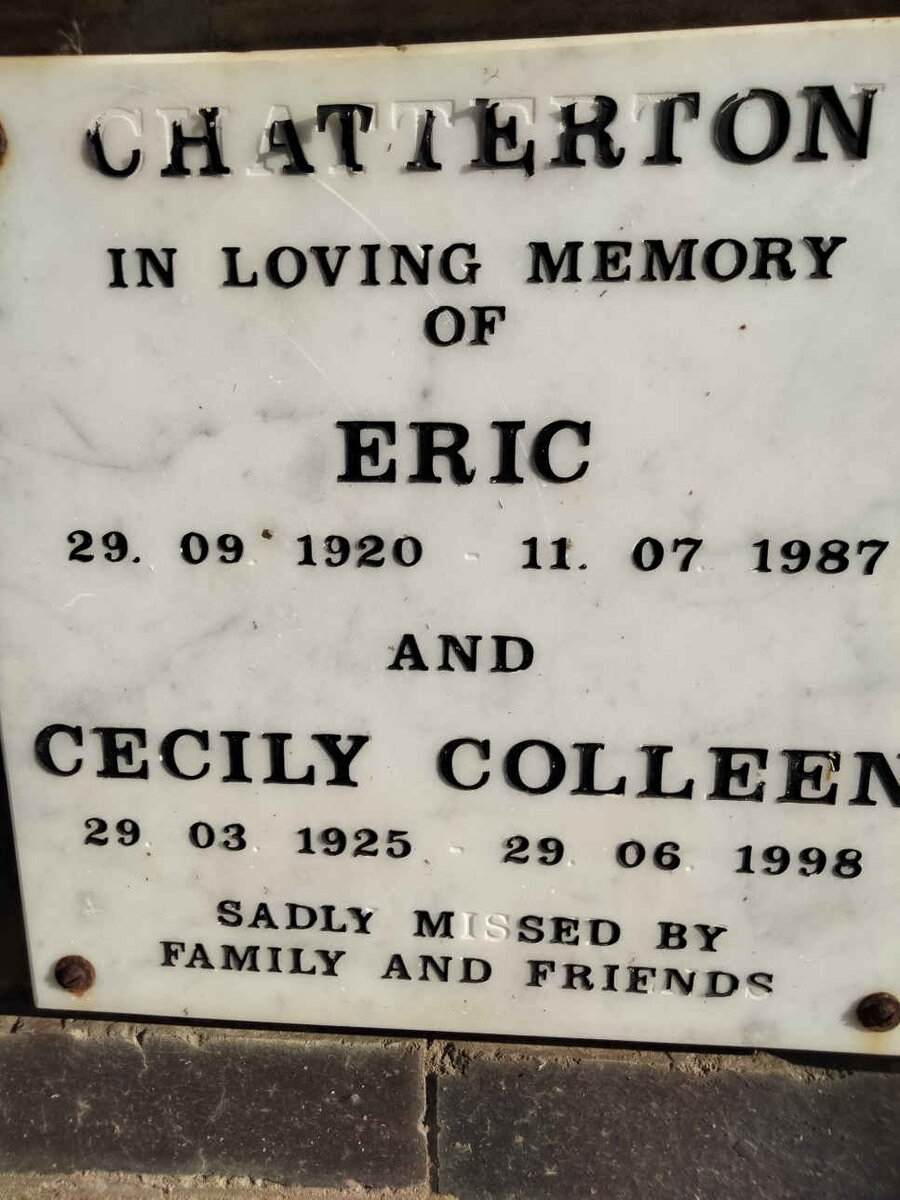 CHATTERTON
IN LOVING MEMORY
OF
ERIC
29. 09 1920 - 11. 07 1987
AND
CECILY COLLEEN
29. 03. 1925 - 29. 06. 1998
SADLY MISSED BY
FAMILY AND FRIENDS